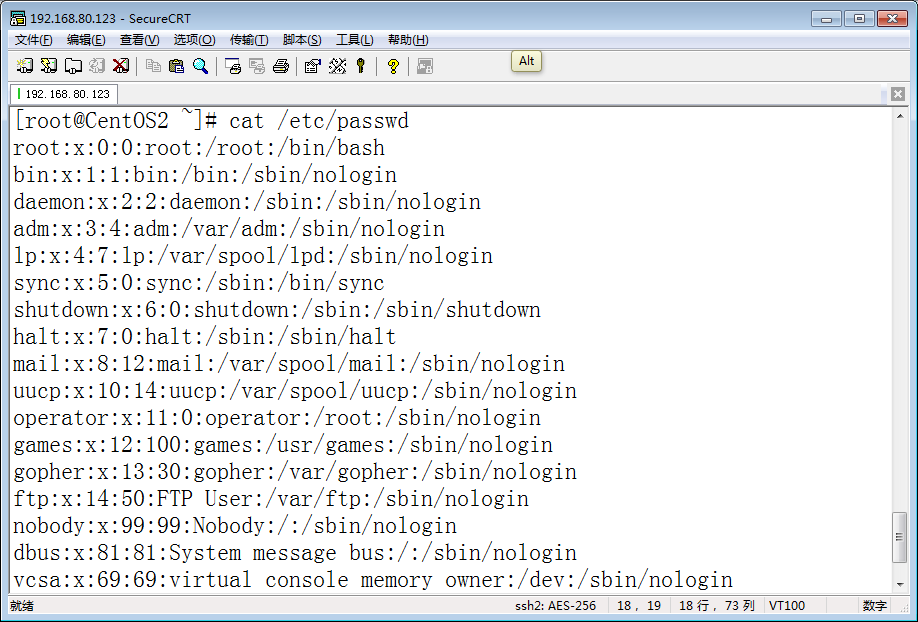 192.168.80.123 - SecureCRT
文件(F) 编辑(E) 查看(V) 选项(O) 传输(T) 脚本(S) 工具(L) 帮助(H)
Alt
192.168.80.123
[root@CentOS2 ~]# cat /etc/passwd
root:x:0:0:root:/root:/bin/bash
bin:x:1:1:bin:/bin:/sbin/nologin
daemon:x:2:2:daemon:/sbin:/sbin/nologin
adm:x:3:4:adm:/var/adm:/sbin/nologin
lp:x:4:7:lp:/var/spool/lpd:/sbin/nologin
sync:x:5:0:sync:/sbin:/bin/sync
shutdown:x:6:0:shutdown:/sbin:/sbin/shutdown
halt:x:7:0:halt:/sbin:/sbin/halt
mail:x:8:12:mail:/var/spool/mail:/sbin/nologin
uucp:x:10:14:uucp:/var/spool/uucp:/sbin/nologin
operator:x:11:0:operator:/root:/sbin/nologin
games:x:12:100:games:/usr/games:/sbin/nologin
gopher:x:13:30:gopher:/var/gopher:/sbin/nologin
ftp:x:14:50:FTP User:/var/ftp:/sbin/nologin
nobody:x:99:99:Nobody:/:/sbin/nologin
dbus:x:81:81:System message bus:/:/sbin/nologin
vcsa:x:69:69:virtual console memory owner:/dev:/sbin/nologin
就绪 ssh2: AES-256 18, 19 18 行, 73 列 VT100 数字